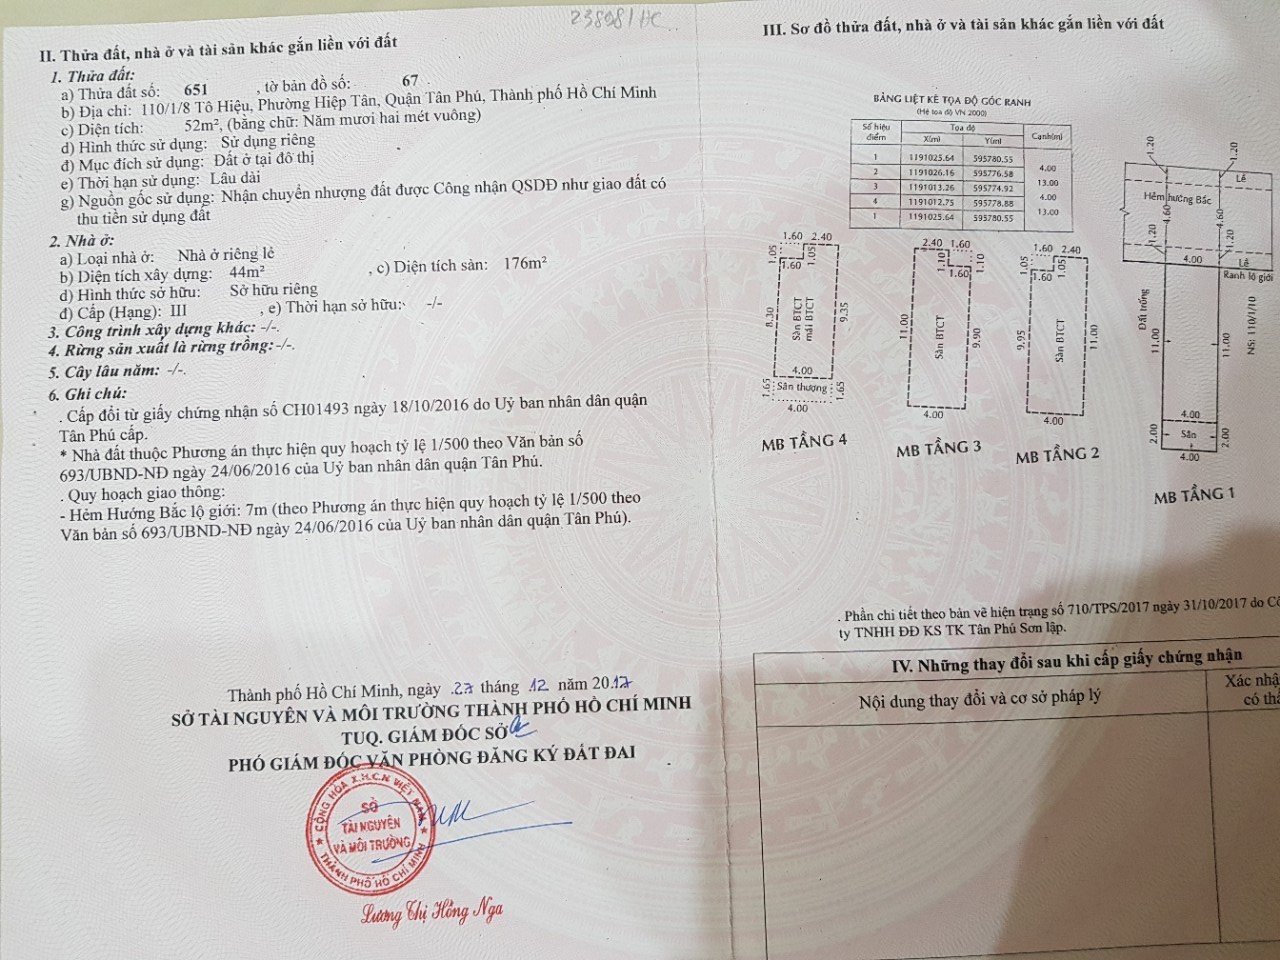 238981/HC
II. Thửa đất, nhà ở và tài sản khác gắn liền với đất
1. Thửa đất:
a) Thửa đất số: 651 , tờ bản đồ số: 67
b) Địa chỉ: 110/1/8 Tô Hiệu, Phường Hiệp Tân, Quận Tân Phú, Thành phố Hồ Chí Minh
c) Diện tích: 52m², (bằng chữ: Năm mươi hai mét vuông)
d) Hình thức sử dụng: Sử dụng riêng
đ) Mục đích sử dụng: Đất ở tại đô thị
e) Thời hạn sử dụng: Lâu dài
g) Nguồn gốc sử dụng: Nhận chuyển nhượng đất được Công nhận QSDĐ như giao đất có
thu tiền sử dụng đất
2. Nhà ở:
a) Loại nhà ở: Nhà ở riêng lẻ
b) Diện tích xây dựng: 44m² , c) Diện tích sàn: 176m²
d) Hình thức sở hữu: Sở hữu riêng
đ) Cấp (Hạng): III , e) Thời hạn sở hữu: -/-
3. Công trình xây dựng khác: -/-.
4. Rừng sản xuất là rừng trồng: -/-.
5. Cây lâu năm: -/-.
6. Ghi chú:
. Cấp đổi từ giấy chứng nhận số CH01493 ngày 18/10/2016 do Uỷ ban nhân dân quận
Tân Phú cấp.
* Nhà đất thuộc Phương án thực hiện quy hoạch tỷ lệ 1/500 theo Văn bản số
693/UBND-NĐ ngày 24/06/2016 của Uỷ ban nhân dân quận Tân Phú.
. Quy hoạch giao thông:
- Hẻm Hướng Bắc lộ giới: 7m (theo Phương án thực hiện quy hoạch tỷ lệ 1/500 theo
Văn bản số 693/UBND-NĐ ngày 24/06/2016 của Uỷ ban nhân dân quận Tân Phú).
Thành phố Hồ Chí Minh, ngày 27 tháng 12 năm 2017
SỞ TÀI NGUYÊN VÀ MÔI TRƯỜNG THÀNH PHỐ HỒ CHÍ MINH
TUQ. GIÁM ĐỐC SỞ
PHÓ GIÁM ĐỐC VĂN PHÒNG ĐĂNG KÝ ĐẤT ĐAI
CỘNG HÒA X.H.C.N VIỆT NAM
SỞ
TÀI NGUYÊN
VÀ MÔI TRƯỜNG
THÀNH PHỐ HỒ CHÍ MINH
Lương Thị Hồng Nga
III. Sơ đồ thửa đất, nhà ở và tài sản khác gắn liền với đất
BẢNG LIỆT KÊ TỌA ĐỘ GÓC RANH
(Hệ tọa độ VN 2000)
Số hiệu điểm Tọa độ Cạnh(m)
X(m) Y(m)
1 1191025.64 595780.55
4.00
2 1191026.16 595776.58
13.00
3 1191013.26 595774.92
4.00
4 1191012.75 595778.88
13.00
1 1191025.64 595780.55
1.60 2.40
1.05 1.60 1.05
8.30 Sàn BTCT mái BTCT 9.35
4.00
1.65 Sân thượng 1.65
4.00
MB TẦNG 4
2.40 1.60
1.10 1.60 1.10
11.00 Sàn BTCT 9.90
4.00
MB TẦNG 3
1.60 2.40
1.05 1.60 1.05
9.95 Sàn BTCT 11.00
4.00
MB TẦNG 2
1.20 1.20
Lề
Hẻm hướng Bắc
4.60 4.60
1.20 1.20
4.00 Lề
Ranh lộ giới
Đất trống 11.00 11.00 NS: 110/1/10
4.00
2.00 Sân 2.00
4.00
MB TẦNG 1
. Phần chi tiết theo bản vẽ hiện trạng số 710/TPS/2017 ngày 31/10/2017 do
ty TNHH ĐĐ KS TK Tân Phú Sơn lập.
IV. Những thay đổi sau khi cấp giấy chứng nhận
Nội dung thay đổi và cơ sở pháp lý
Xác
có